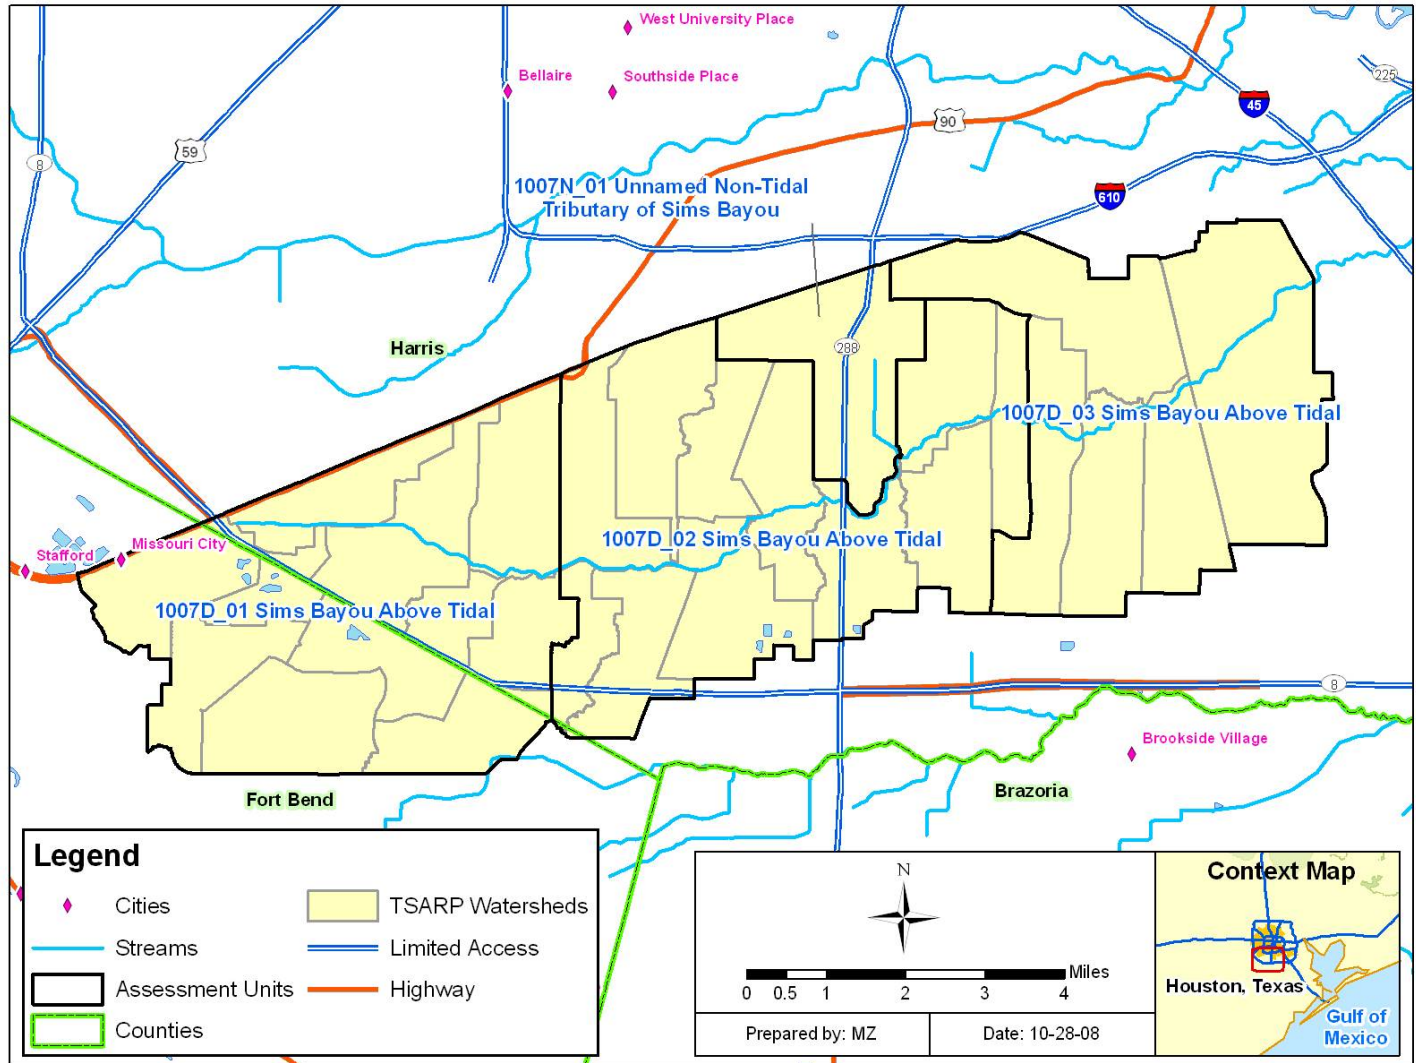 West University Place
Bellaire
Southside Place
225
45
90
59
8
1007N_01 Unnamed Non-Tidal
Tributary of Sims Bayou
610
Harris
288
1007D_03 Sims Bayou Above Tidal
Stafford
Missouri City
1007D_02 Sims Bayou Above Tidal
1007D_01 Sims Bayou Above Tidal
8
Brookside Village
Fort Bend
Brazoria
Legend
Cities
TSARP Watersheds
Streams
Limited Access
Assessment Units
Highway
Counties
N
Miles
0 0.5 1 2 3 4
Prepared by: MZ
Date: 10-28-08
Context Map
Houston, Texas
Gulf of
Mexico